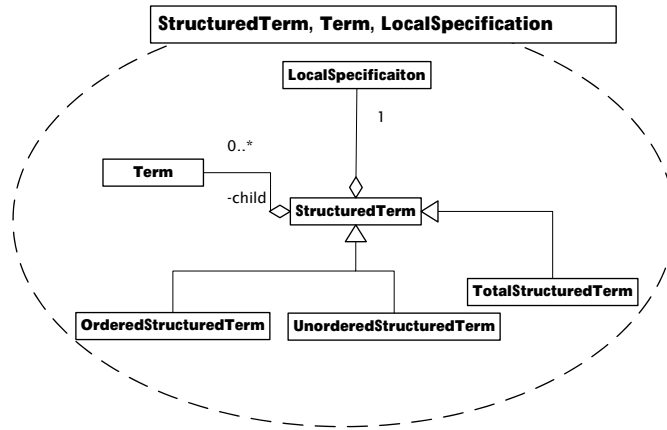 StructuredTerm, Term, LocalSpecification
LocalSpecificaiton
1
0..*
Term
-child
StructuredTerm
TotalStructuredTerm
OrderedStructuredTerm
UnorderedStructuredTerm